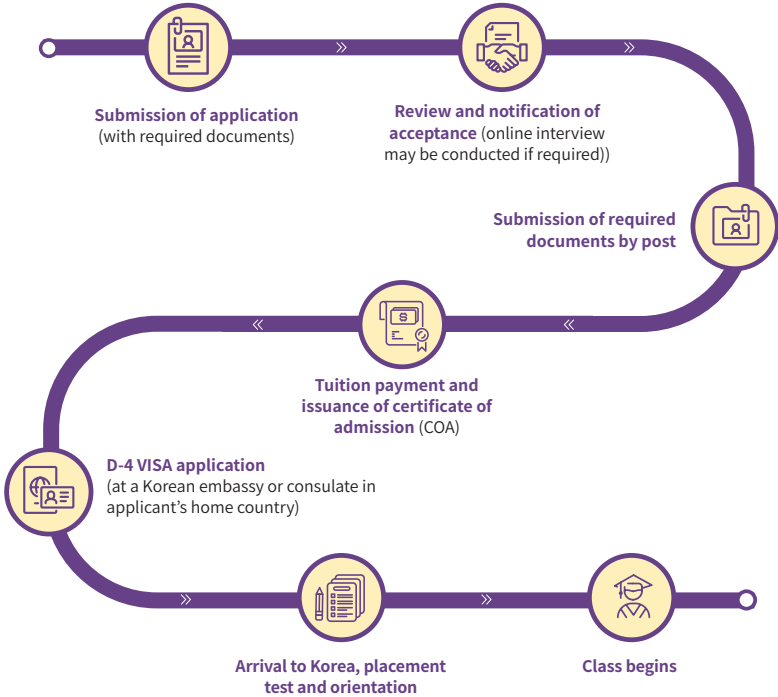 Submission of application
(with required documents)
Review and notification of
acceptance (online interview
may be conducted if required))
Submission of required
documents by post
$
Tuition payment and
issuance of certificate of
admission (COA)
D-4 VISA application
(at a Korean embassy or consulate in
applicant's home country)
Arrival to Korea, placement
test and orientation
Class begins